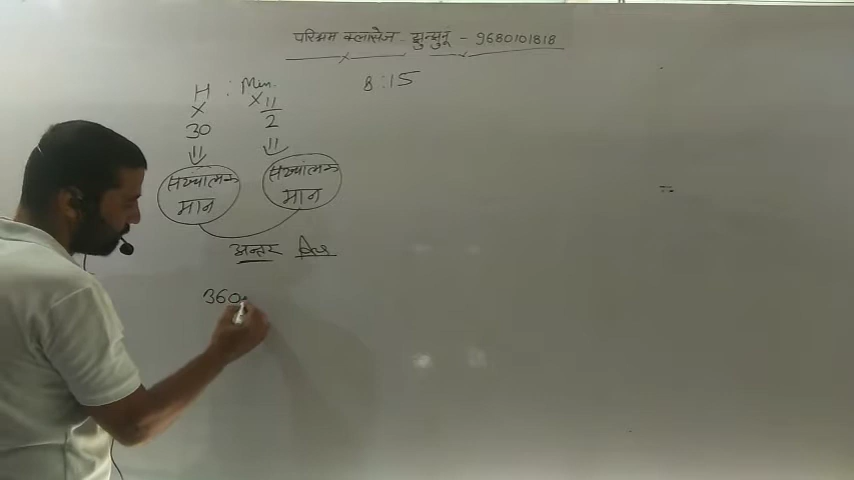 परिश्रम क्लासेज - झुन्झुनू - 9680101818
H : Min.
8:15
× × 11/2
30
संख्यात्मक मान
संख्यात्मक मान
अन्तर
360